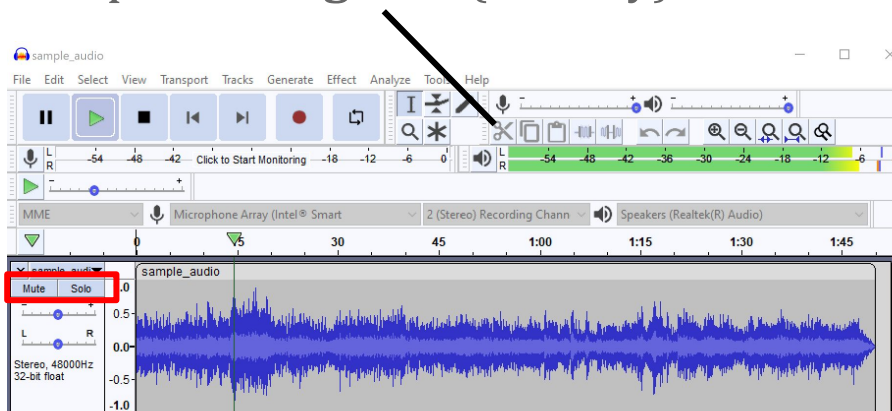 sample_audio
File Edit Select View Transport Tracks Generate Effect Analyze Tools Help
L R -54 -48 -42 Click to Start Monitoring -18 -12 -6 0 L R -54 -48 -42 -36 -30 -24 -18 -12 -6
MME Microphone Array (Intel® Smart 2 (Stereo) Recording Chann Speakers (Realtek(R) Audio)
0 15 30 45 1:00 1:15 1:30 1:45
sample_audio
Mute Solo
- +
0.5
L R
0.0
Stereo, 48000Hz
32-bit float
-0.5
-1.0